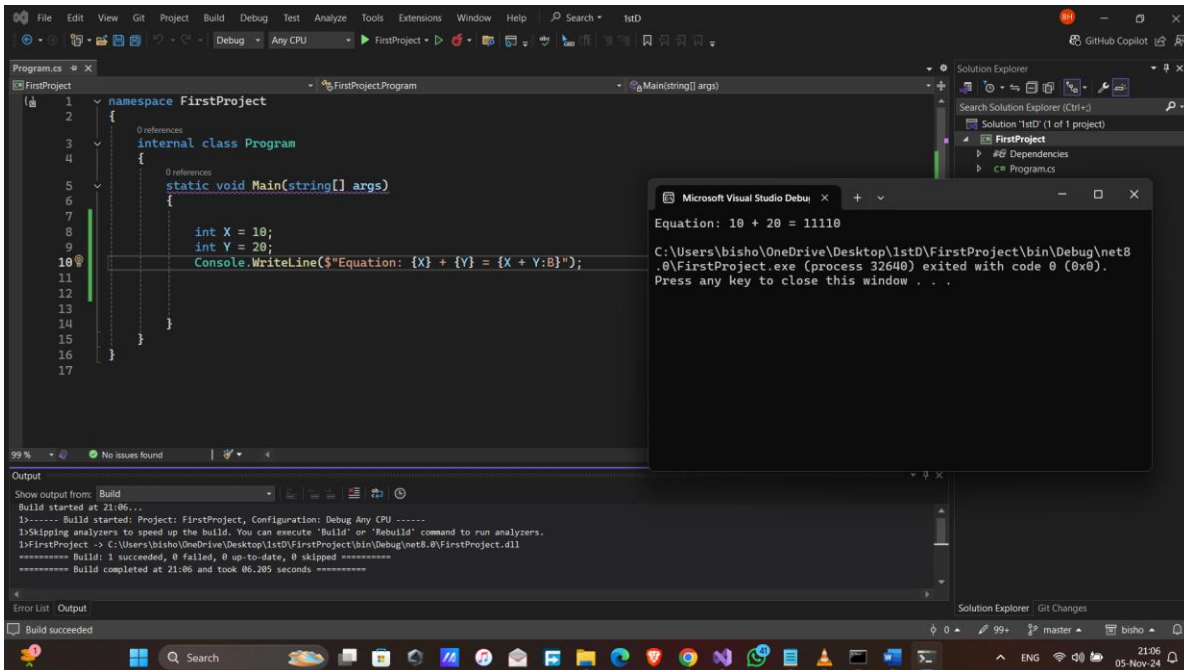 File Edit View Git Project Build Debug Test Analyze Tools Extensions Window Help Search 1stD BH
Debug Any CPU FirstProject GitHub Copilot
Program.cs
FirstProject FirstProject.Program Main(string[] args)
1 namespace FirstProject
2 {
0 references
3 internal class Program
4 {
0 references
5 static void Main(string[] args)
6 {
7
8 int X = 10;
9 int Y = 20;
10 Console.WriteLine($"Equation: {X} + {Y} = {X + Y:B}");
11
12
13
14 }
15 }
16 }
17
99 % No issues found
Solution Explorer
Search Solution Explorer (Ctrl+;)
Solution '1stD' (1 of 1 project)
FirstProject
Dependencies
C# Program.cs
Microsoft Visual Studio Debu
Equation: 10 + 20 = 11110
C:\Users\bisho\OneDrive\Desktop\1stD\FirstProject\bin\Debug\net8
.0\FirstProject.exe (process 32640) exited with code 0 (0x0).
Press any key to close this window . . .
Output
Show output from: Build
Build started at 21:06...
1>------ Build started: Project: FirstProject, Configuration: Debug Any CPU ------
1>Skipping analyzers to speed up the build. You can execute 'Build' or 'Rebuild' command to run analyzers.
1>FirstProject -> C:\Users\bisho\OneDrive\Desktop\1stD\FirstProject\bin\Debug\net8.0\FirstProject.dll
========== Build: 1 succeeded, 0 failed, 0 up-to-date, 0 skipped ==========
========== Build completed at 21:06 and took 06.205 seconds ==========
Error List Output
Solution Explorer Git Changes
Build succeeded 0 99+ master bisho
1 Search 41 ENG 21:06
05-Nov-24